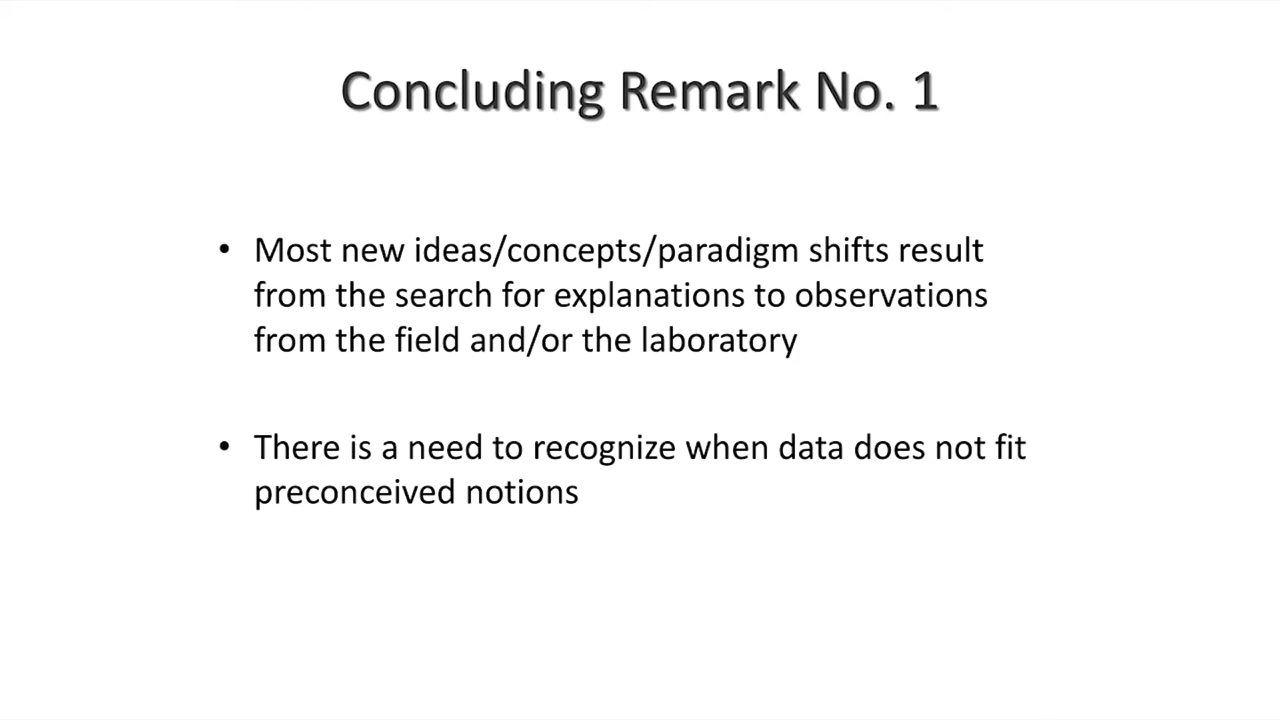 Concluding Remark No. 1
• Most new ideas/concepts/paradigm shifts result
from the search for explanations to observations
from the field and/or the laboratory
• There is a need to recognize when data does not fit
preconceived notions